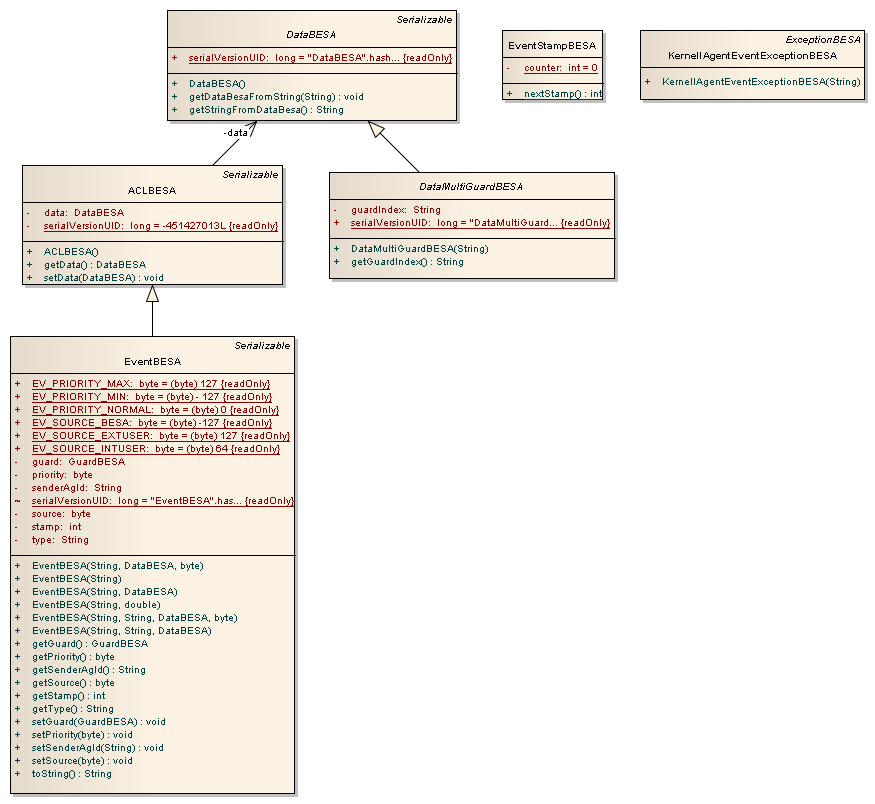 Serializable
DataBESA
+ serialVersionUID: long = "DataBESA".hash... {readOnly}
+ DataBESA()
+ getDataBesaFromString(String) : void
+ getStringFromDataBesa() : String
EventStampBESA
- counter: int = 0
+ nextStamp() : int
ExceptionBESA
KernellAgentEventExceptionBESA
+ KernellAgentEventExceptionBESA(String)
-data
Serializable
ACLBESA
- data: DataBESA
- serialVersionUID: long = -451427013L {readOnly}
+ ACLBESA()
+ getData() : DataBESA
+ setData(DataBESA) : void
DataMultiGuardBESA
- guardIndex: String
+ serialVersionUID: long = "DataMultiGuard... {readOnly}
+ DataMultiGuardBESA(String)
+ getGuardIndex() : String
Serializable
EventBESA
+ EV_PRIORITY_MAX: byte = (byte) 127 {readOnly}
+ EV_PRIORITY_MIN: byte = (byte) - 127 {readOnly}
+ EV_PRIORITY_NORMAL: byte = (byte) 0 {readOnly}
+ EV_SOURCE_BESA: byte = (byte) -127 {readOnly}
+ EV_SOURCE_EXTUSER: byte = (byte) 127 {readOnly}
+ EV_SOURCE_INTUSER: byte = (byte) 64 {readOnly}
- guard: GuardBESA
- priority: byte
- senderAgId: String
~ serialVersionUID: long = "EventBESA".has... {readOnly}
- source: byte
- stamp: int
- type: String
+ EventBESA(String, DataBESA, byte)
+ EventBESA(String)
+ EventBESA(String, DataBESA)
+ EventBESA(String, double)
+ EventBESA(String, String, DataBESA, byte)
+ EventBESA(String, String, DataBESA)
+ getGuard() : GuardBESA
+ getPriority() : byte
+ getSenderAgId() : String
+ getSource() : byte
+ getStamp() : int
+ getType() : String
+ setGuard(GuardBESA) : void
+ setPriority(byte) : void
+ setSenderAgId(String) : void
+ setSource(byte) : void
+ toString() : String